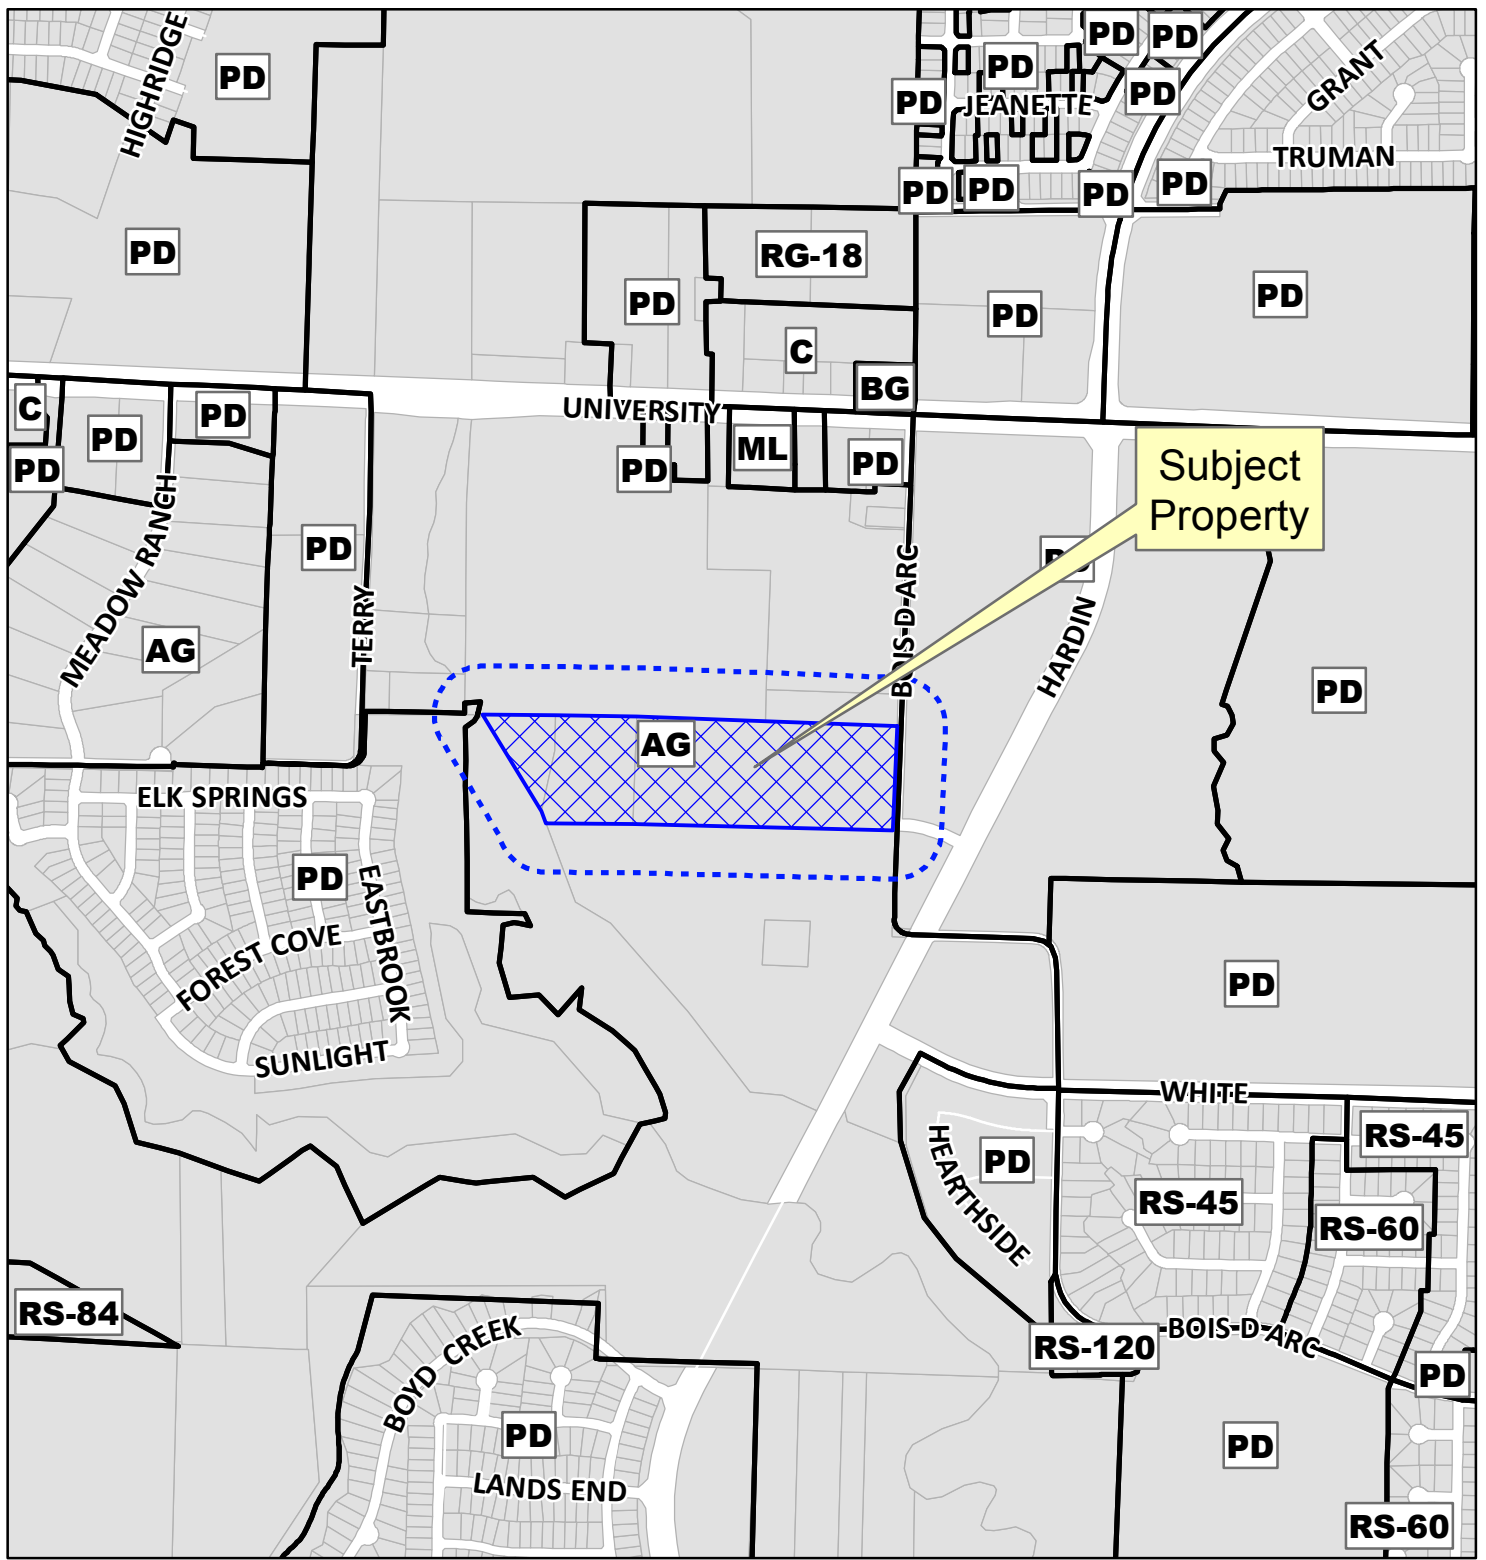 HIGHRIDGE
PD
PD
PD
PD
GRANT
PD
JEANETTE
PD
PD
TRUMAN
PD
PD
PD
PD
PD
RG-18
PD
PD
PD
C
BG
C
PD
PD
UNIVERSITY
PD
PD
ML
PD
Subject
Property
MEADOW RANCH
PD
BOIS D ARC
TERRY
HARDIN
AG
PD
AG
ELK SPRINGS
PD
EASTBROOK
FOREST COVE
PD
SUNLIGHT
WHITE
HEARTHSIDE
PD
RS-45
RS-45
RS-60
RS-84
BOYD CREEK
RS-120
BOIS D ARC
PD
PD
PD
LANDS END
RS-60